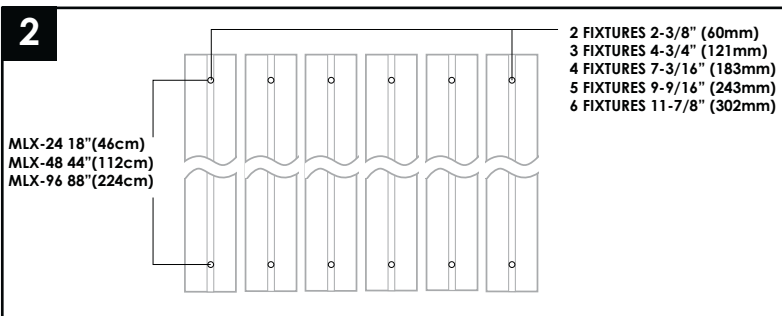 2
2 FIXTURES 2-3/8” (60mm)
3 FIXTURES 4-3/4” (121mm)
4 FIXTURES 7-3/16” (183mm)
5 FIXTURES 9-9/16” (243mm)
6 FIXTURES 11-7/8” (302mm)
MLX-24 18”(46cm)
MLX-48 44”(112cm)
MLX-96 88”(224cm)